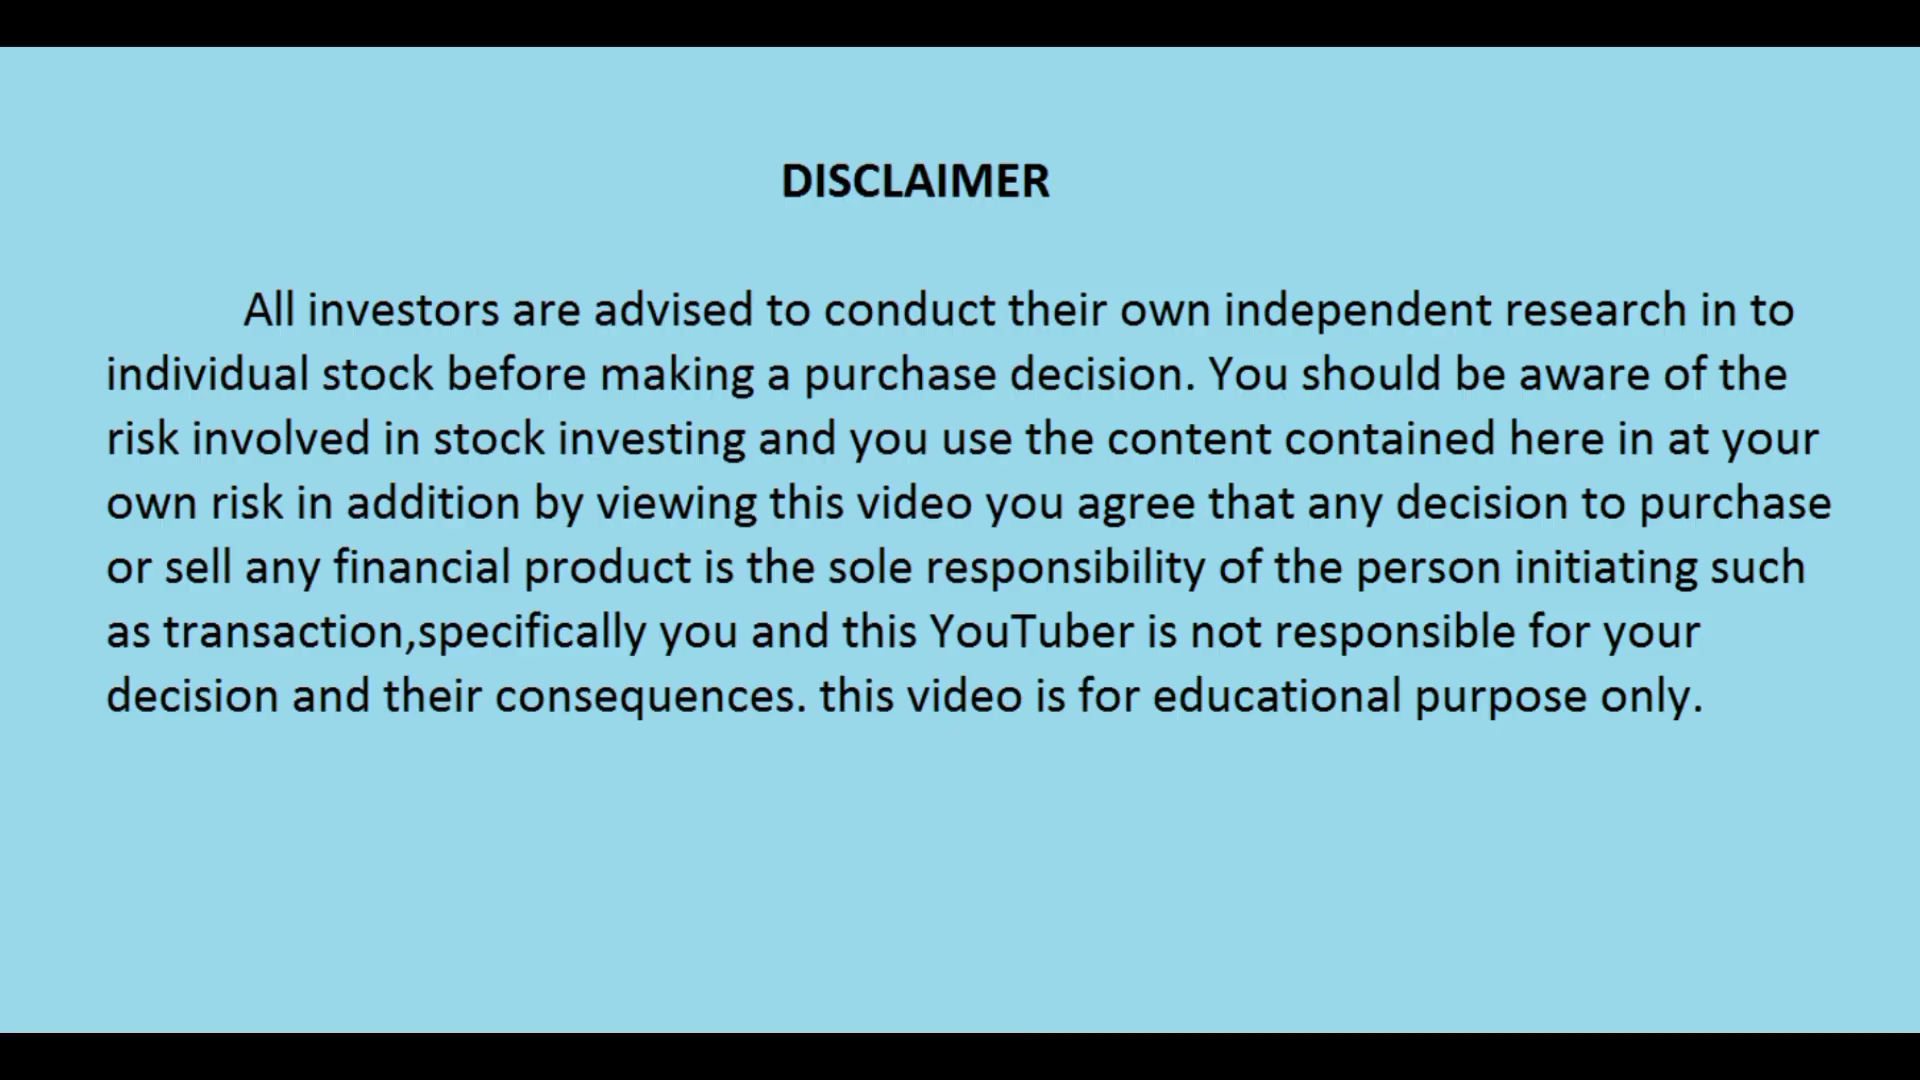 DISCLAIMER
All investors are advised to conduct their own independent research in to
individual stock before making a purchase decision. You should be aware of the
risk involved in stock investing and you use the content contained here in at your
own risk in addition by viewing this video you agree that any decision to purchase
or sell any financial product is the sole responsibility of the person initiating such
as transaction,specifically you and this YouTuber is not responsible for your
decision and their consequences. this video is for educational purpose only.